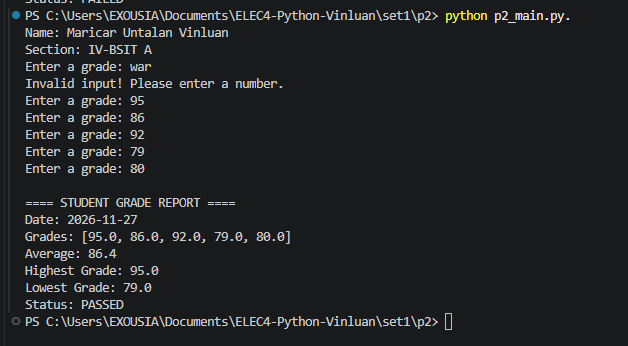 Status: FAILED
PS C:\Users\EXOUSIA\Documents\ELEC4-Python-Vinluan\set1\p2> python p2_main.py.
Name: Maricar Untalan Vinluan
Section: IV-BSIT A
Enter a grade: war
Invalid input! Please enter a number.
Enter a grade: 95
Enter a grade: 86
Enter a grade: 92
Enter a grade: 79
Enter a grade: 80
==== STUDENT GRADE REPORT ====
Date: 2026-11-27
Grades: [95.0, 86.0, 92.0, 79.0, 80.0]
Average: 86.4
Highest Grade: 95.0
Lowest Grade: 79.0
Status: PASSED
PS C:\Users\EXOUSIA\Documents\ELEC4-Python-Vinluan\set1\p2>